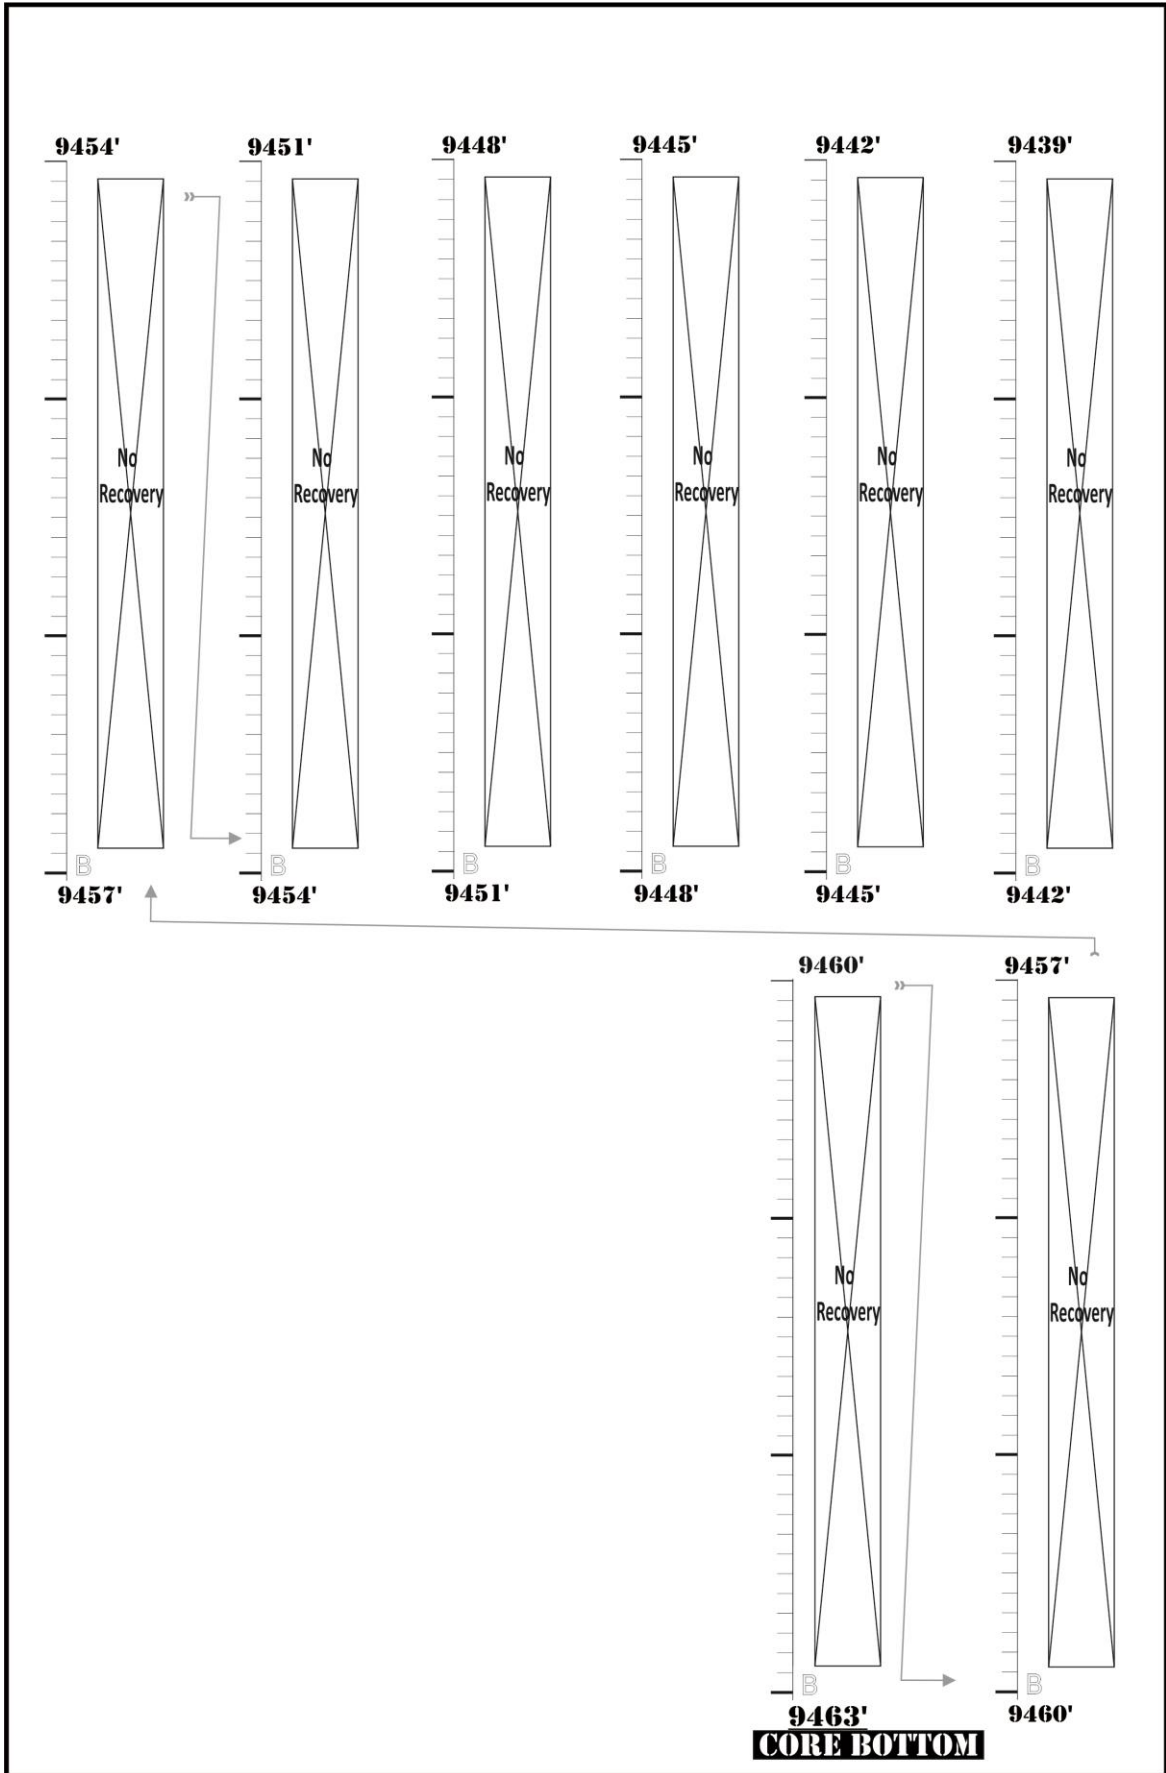 9454' 9451' 9448' 9445' 9442' 9439'
No No No No No No
Recovery Recovery Recovery Recovery Recovery Recovery
B B B B B B
9457' 9454' 9451' 9448' 9445' 9442'
9460' 9457'
No No
Recovery Recovery
B B
9463' 9460'
CORE BOTTOM